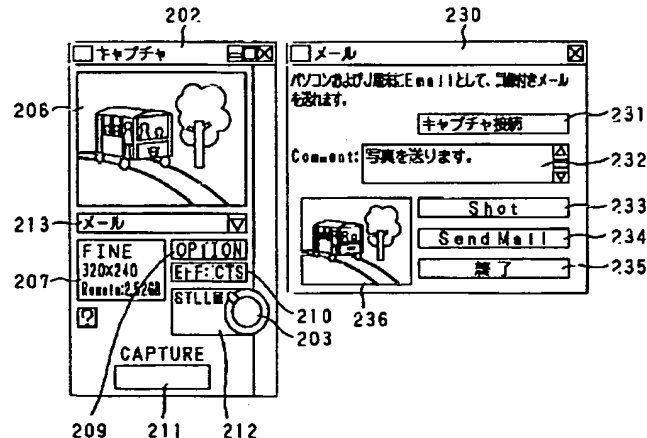 202
キャプチャ
206
213
メール
FINE
320X240
Remain:2.52GB
207
OPTION
EFF:CTS
STLL
CAPTURE
209
211
212
210
203
230
メール
パソコンおよびJ端末にEmailとして、画像付きメール
を送れます。
キャプチャ接続
231
Comment:
写真を送ります。
232
Shot
233
Send Mail
234
終了
235
236